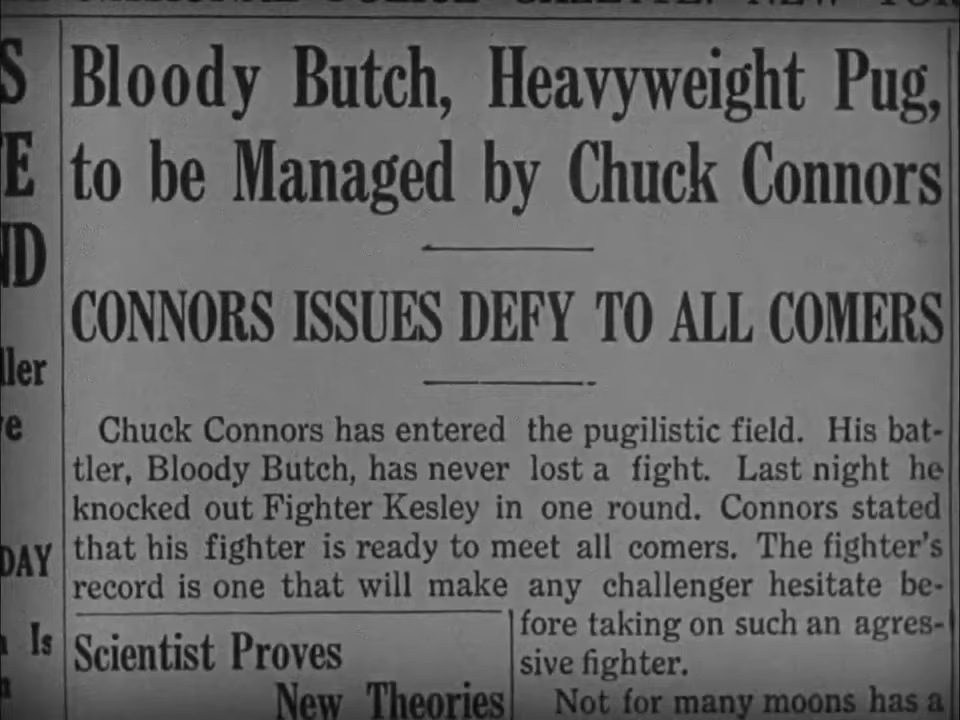 Bloody Butch, Heavyweight Pug,
to be Managed by Chuck Connors
CONNORS ISSUES DEFY TO ALL COMERS
Chuck Connors has entered the pugilistic field. His bat-
tler, Bloody Butch, has never lost a fight. Last night he
knocked out Fighter Kesley in one round. Connors stated
that his fighter is ready to meet all comers. The fighter's
record is one that will make any challenger hesitate be-
fore taking on such an agres-
sive fighter.
Not for many moons has a
Scientist Proves
New Theories
DAY
Is